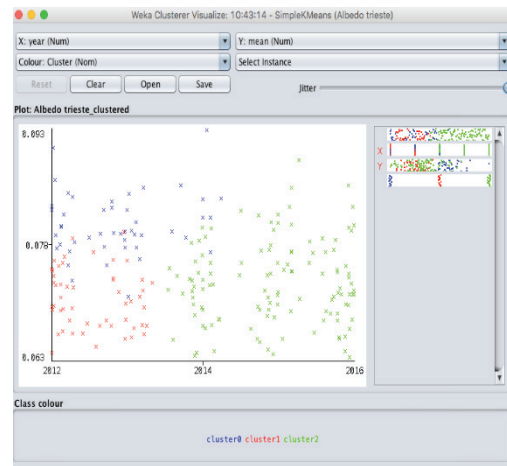 Weka Clusterer Visualize: 10:43:14 - SimpleKMeans (Albedo trieste)
X: year (Num) Y: mean (Num)
Colour: Cluster (Nom) Select Instance
Reset Clear Open Save Jitter
Plot: Albedo trieste_clustered
0.093
X
Y
0.078
0.063
2012 2014 2016
Class colour
cluster0 cluster1 cluster2